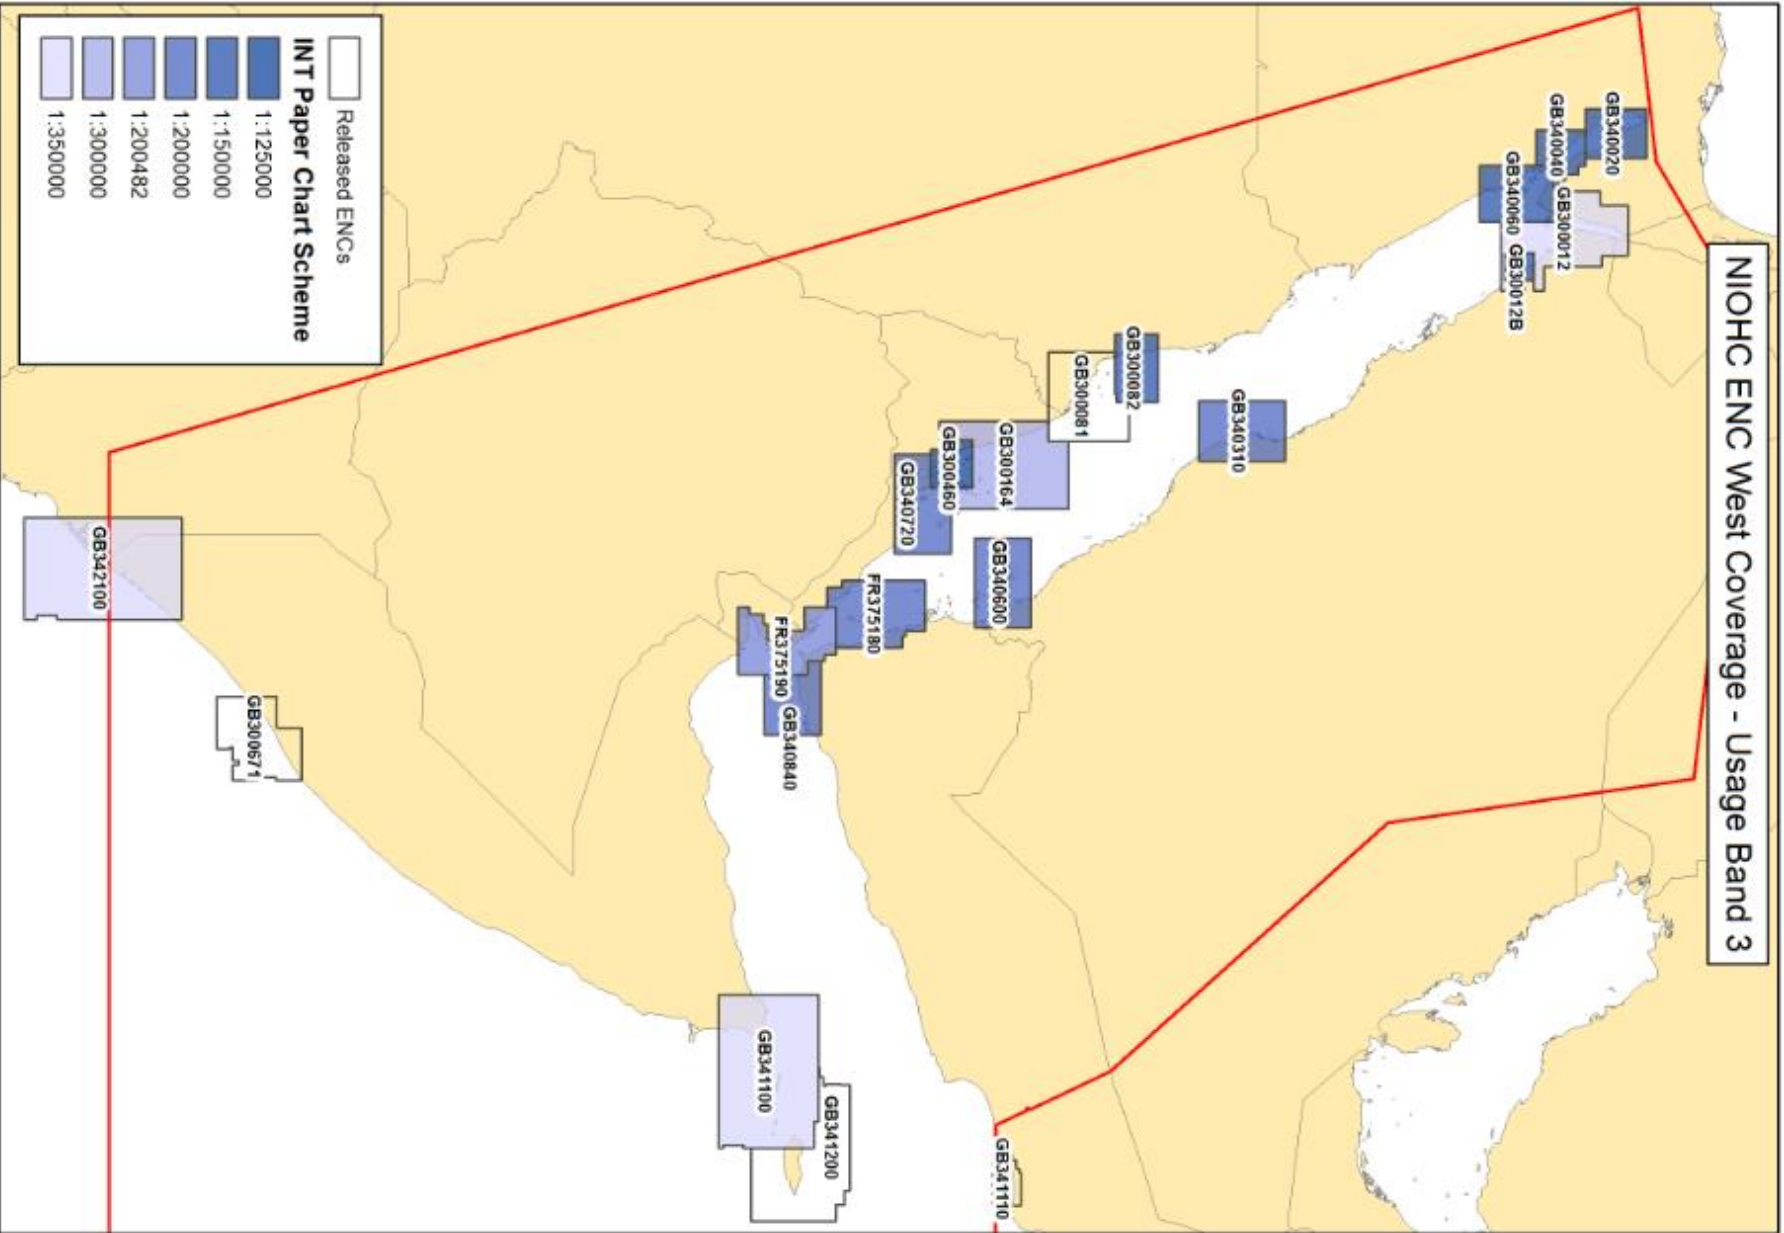 NIOHC ENC West Coverage - Usage Band 3
GB340020
GB340040
GB300012
GB340060
GB30012B
GB300082
GB300081
GB340310
GB300164
GB300460
GB340720
GB340600
FR375180
FR375190
GB340840
GB342100
GB300671
GB341100
GB341200
GB341110
Released ENCs
INT Paper Chart Scheme
1:125000
1:150000
1:200000
1:200482
1:300000
1:350000